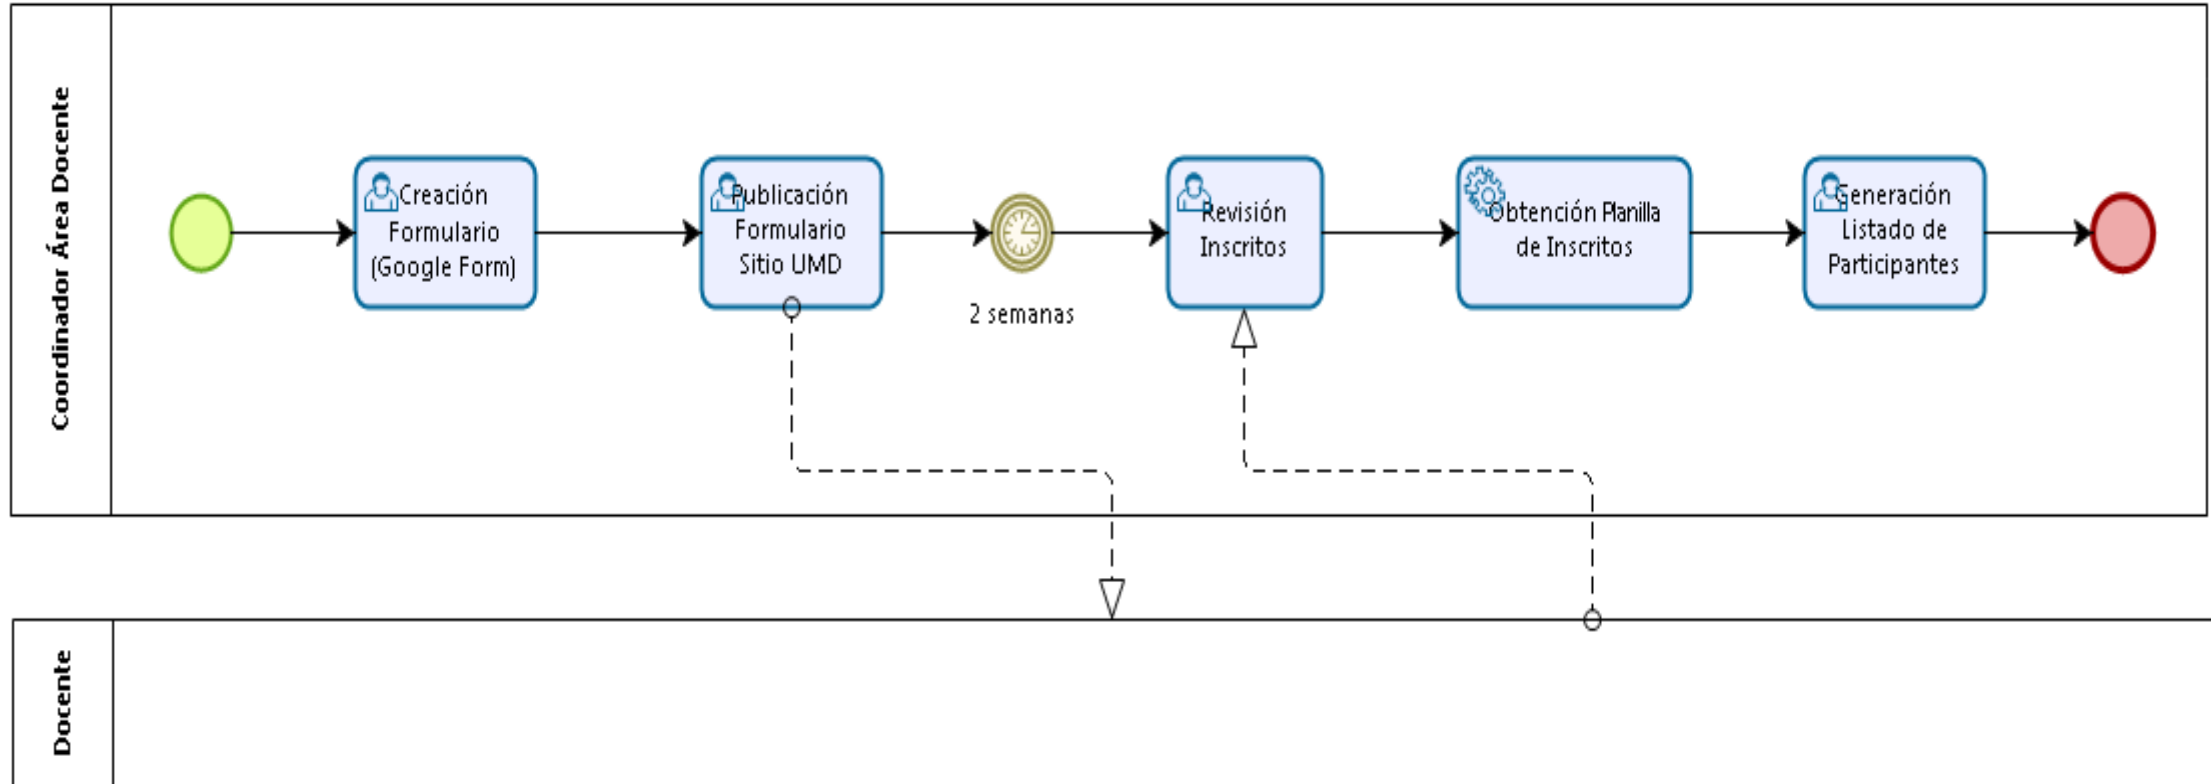 Coordinador Área Docente
Creación
Formulario
(Google Form)
Publicación
Formulario
Sitio UMD
2 semanas
Revisión
Inscritos
Obtención Planilla
de Inscritos
Generación
Listado de
Participantes
Docente